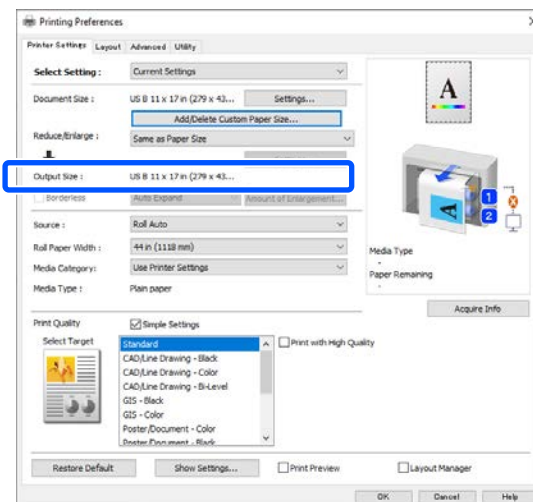 Printing Preferences
Printer Settings Layout Advanced Utility
Select Setting : Current Settings
Document Size : US B 11 x 17 in (279 x 43... Settings...
Add/Delete Custom Paper Size...
Reduce/Enlarge : Same as Paper Size
Output Size : US B 11 x 17 in (279 x 43...
Borderless Auto Expand Amount of Enlargement...
Source : Roll Auto
Roll Paper Width : 44 in (1118 mm)
Media Category: Use Printer Settings
Media Type : Plain paper
A
A
1
2
Media Type
-
Paper Remaining
-
Acquire Info
Print Quality Simple Settings
Select Target
Standard
CAD/Line Drawing - Black
CAD/Line Drawing - Color
CAD/Line Drawing - Bi-Level
GIS - Black
GIS - Color
Poster/Document - Color
Poster/Document - Black
Print with High Quality
Restore Default Show Settings... Print Preview Layout Manager
OK Cancel Help